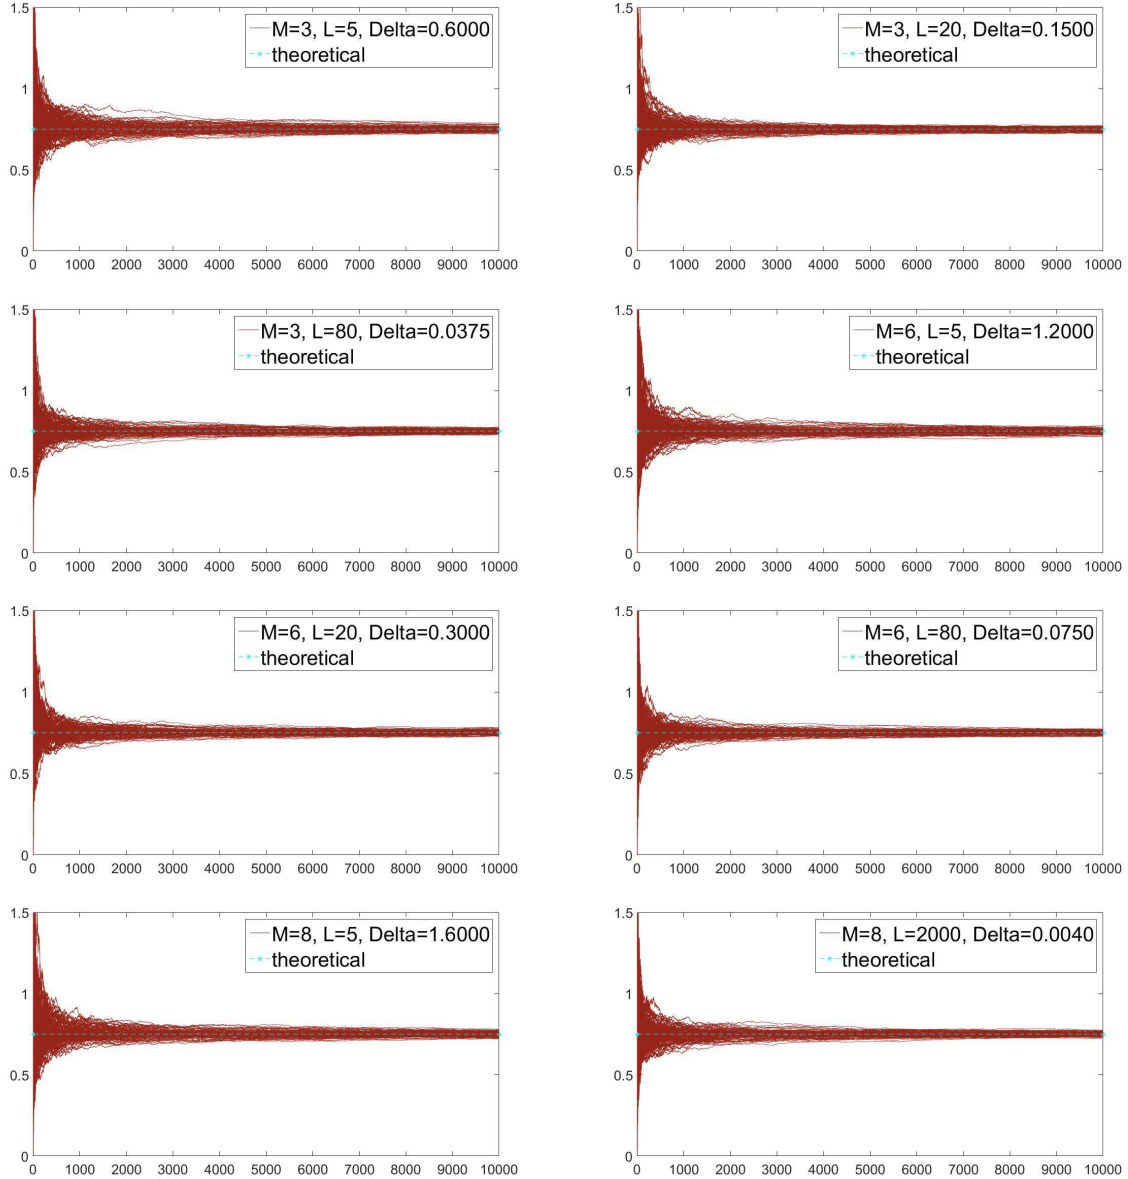 1.5
M=3, L=5, Delta=0.6000
theoretical
1
0.5
0
0 1000 2000 3000 4000 5000 6000 7000 8000 9000 10000
1.5
M=3, L=20, Delta=0.1500
theoretical
1
0.5
0
0 1000 2000 3000 4000 5000 6000 7000 8000 9000 10000
1.5
M=3, L=80, Delta=0.0375
theoretical
1
0.5
0
0 1000 2000 3000 4000 5000 6000 7000 8000 9000 10000
1.5
M=6, L=5, Delta=1.2000
theoretical
1
0.5
0
0 1000 2000 3000 4000 5000 6000 7000 8000 9000 10000
1.5
M=6, L=20, Delta=0.3000
theoretical
1
0.5
0
0 1000 2000 3000 4000 5000 6000 7000 8000 9000 10000
1.5
M=6, L=80, Delta=0.0750
theoretical
1
0.5
0
0 1000 2000 3000 4000 5000 6000 7000 8000 9000 10000
1.5
M=8, L=5, Delta=1.6000
theoretical
1
0.5
0
0 1000 2000 3000 4000 5000 6000 7000 8000 9000 10000
1.5
M=8, L=2000, Delta=0.0040
theoretical
1
0.5
0
0 1000 2000 3000 4000 5000 6000 7000 8000 9000 10000